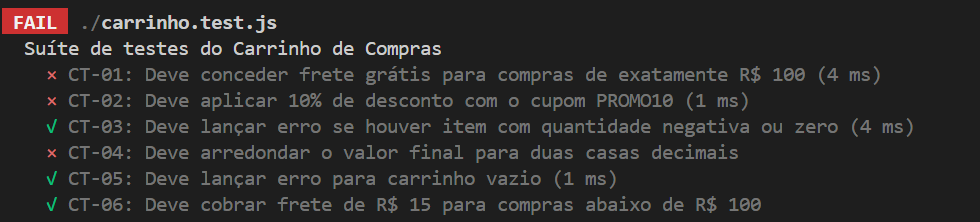 FAIL ./carrinho.test.js
Suíte de testes do Carrinho de Compras
× CT-01: Deve conceder frete grátis para compras de exatamente R$ 100 (4 ms)
× CT-02: Deve aplicar 10% de desconto com o cupom PROMO10 (1 ms)
√ CT-03: Deve lançar erro se houver item com quantidade negativa ou zero (4 ms)
× CT-04: Deve arredondar o valor final para duas casas decimais
√ CT-05: Deve lançar erro para carrinho vazio (1 ms)
√ CT-06: Deve cobrar frete de R$ 15 para compras abaixo de R$ 100